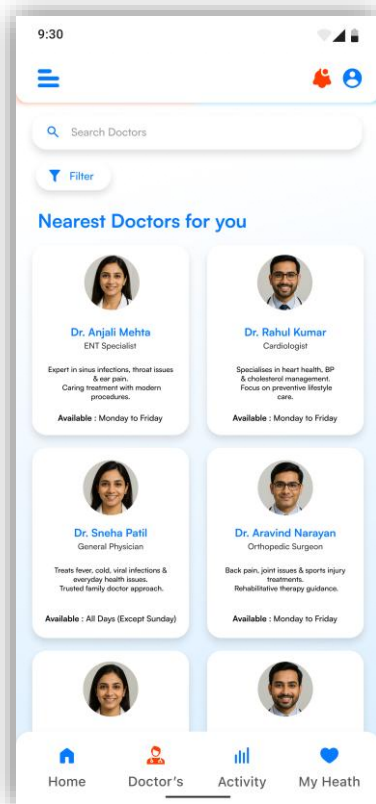 9:30
Search Doctors
Filter
Nearest Doctors for you
Dr. Anjali Mehta
ENT Specialist
Expert in sinus infections, throat issues
& ear pain.
Caring treatment with modern
procedures.
Available : Monday to Friday
Dr. Rahul Kumar
Cardiologist
Specialises in heart health, BP
& cholesterol management.
Focus on preventive lifestyle
care.
Available : Monday to Friday
Dr. Sneha Patil
General Physician
Treats fever, cold, viral infections &
everyday health issues.
Trusted family doctor approach.
Available : All Days (Except Sunday)
Dr. Aravind Narayan
Orthopedic Surgeon
Back pain, joint issues & sports injury
treatments.
Rehabilitative therapy guidance.
Available : Monday to Friday
Home
Doctor's
Activity
My Heath